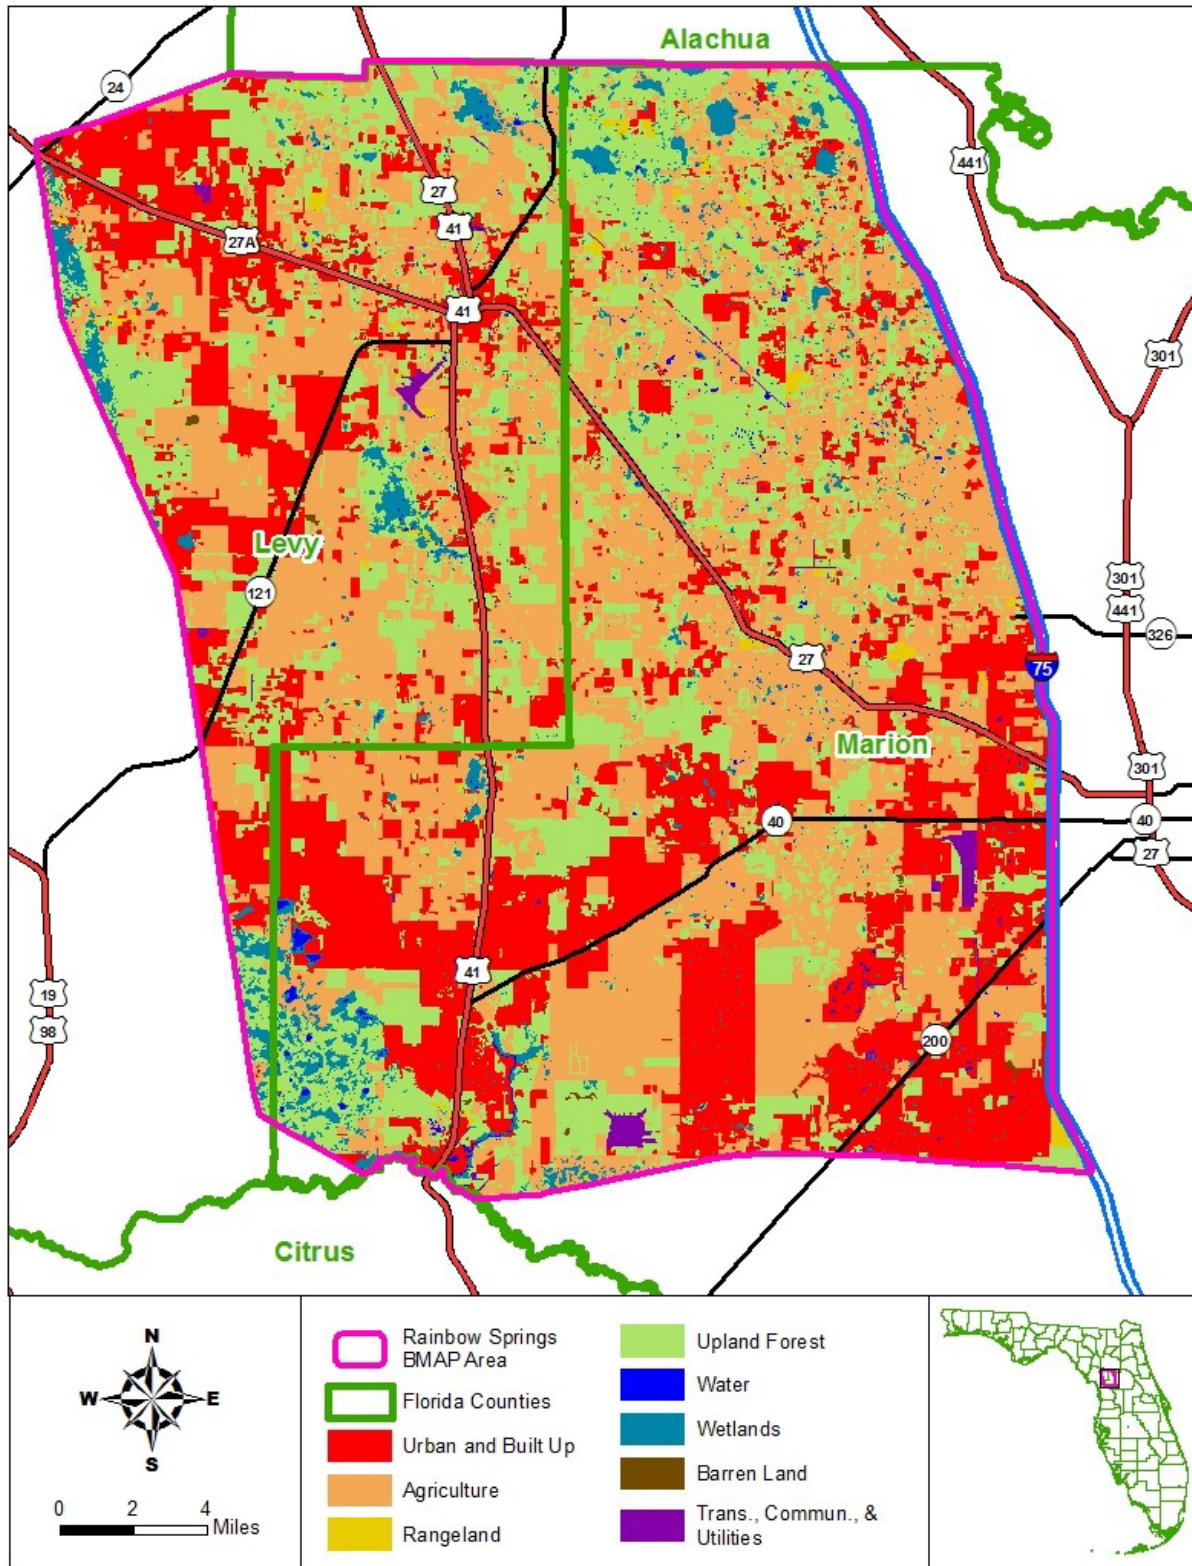 Alachua
24
441
27
41
27A
41
301
Levy
121
301
441
326
27
75
Marion
301
40
40
27
41
19
98
200
Citrus
N
W
E
S
0 2 4
Miles
Rainbow Springs
BMAP Area
Florida Counties
Urban and Built Up
Agriculture
Rangeland
Upland Forest
Water
Wetlands
Barren Land
Trans., Commun., &
Utilities